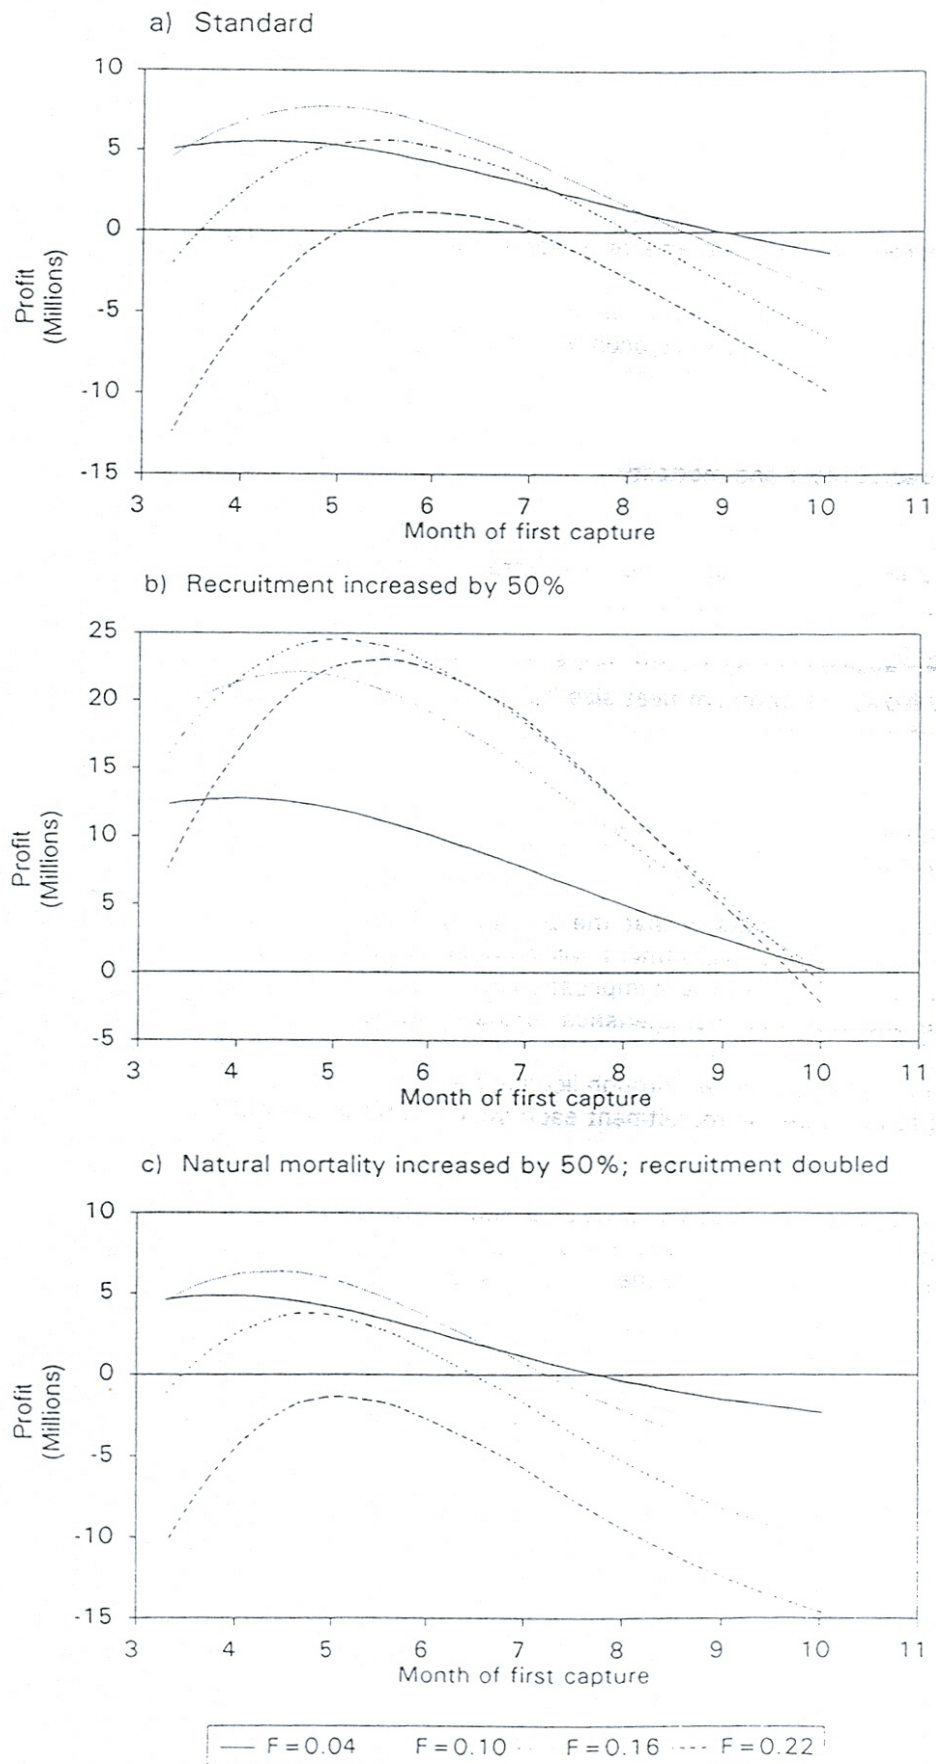 a) Standard
10
5
0
-5
-10
-15
Profit
(Millions)
3 4 5 6 7 8 9 10 11
Month of first capture
b) Recruitment increased by 50%
25
20
15
10
5
0
-5
Profit
(Millions)
3 4 5 6 7 8 9 10 11
Month of first capture
c) Natural mortality increased by 50%; recruitment doubled
10
5
0
-5
-10
-15
Profit
(Millions)
3 4 5 6 7 8 9 10 11
Month of first capture
F=0.04 F=0.10 F=0.16 F=0.22